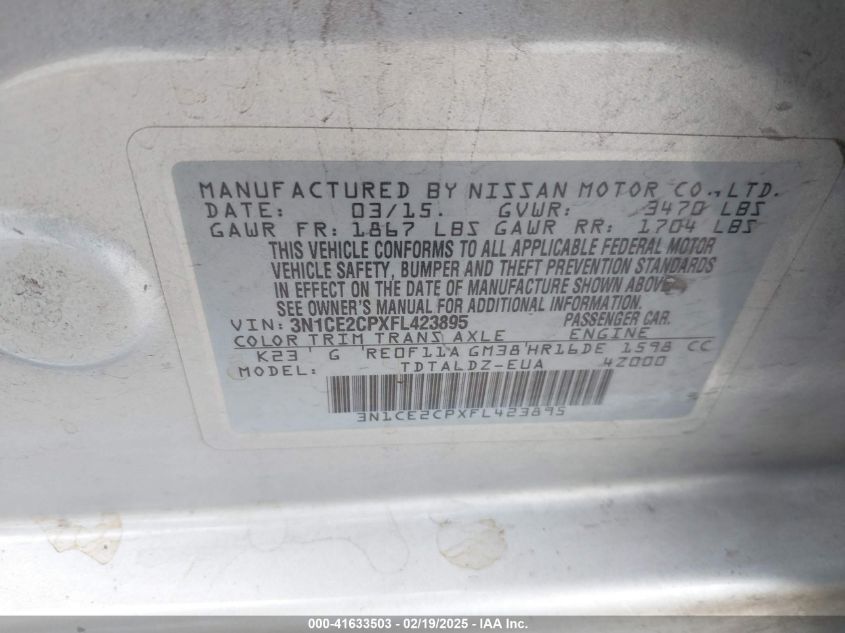 MANUFACTURED BY NISSAN MOTOR CO., LTD.
DATE: 03/15. GVWR: 3470 LBS
GAWR FR: 1867 LBS GAWR RR: 1704 LBS
THIS VEHICLE CONFORMS TO ALL APPLICABLE FEDERAL MOTOR
VEHICLE SAFETY, BUMPER AND THEFT PREVENTION STANDARDS
IN EFFECT ON THE DATE OF MANUFACTURE SHOWN ABOVE.
SEE OWNER'S MANUAL FOR ADDITIONAL INFORMATION.
VIN: 3N1CE2CPXFL423895 PASSENGER CAR.
COLOR TRIM TRANS AXLE ENGINE
K23 G RE0F11A GM38 HR16DE 1598 CC
MODEL: TDTALDZ-EUA 4Z000
3N1CE2CPXFL423895
000-41633503 - 02/19/2025 - IAA Inc.